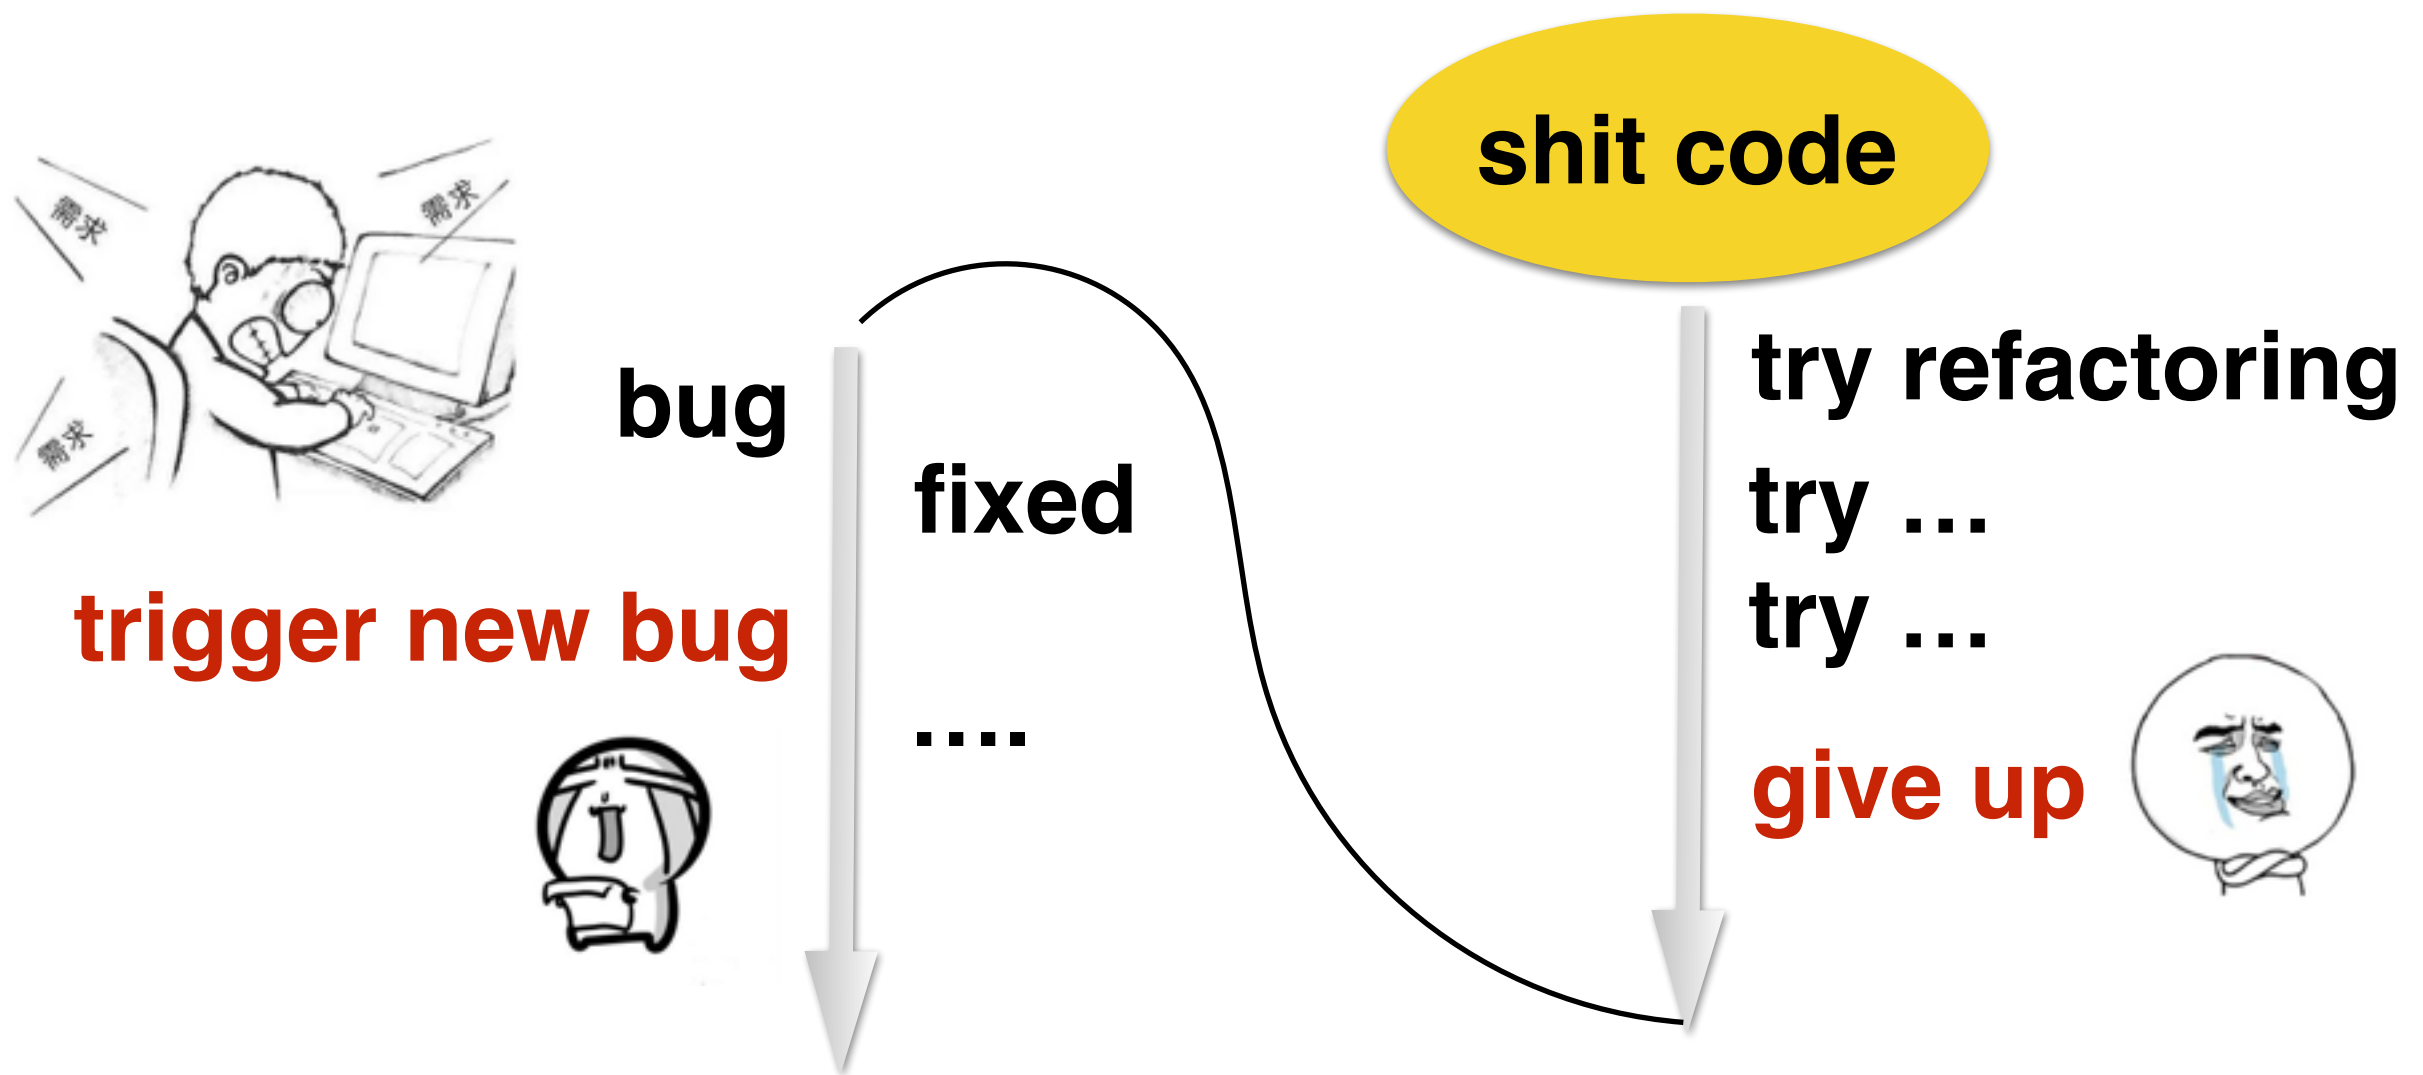 shit code
需求
需求
bug
try refactoring
需求
fixed
try ...
trigger new bug
try ...
....
give up